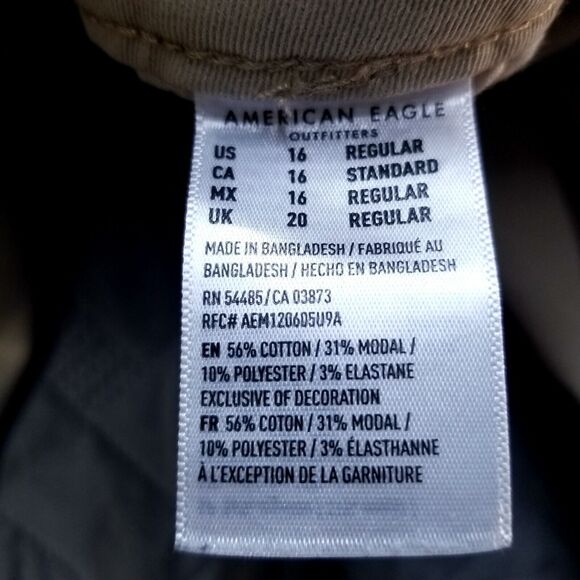 AMERICAN EAGLE
OUTFITTERS
US 16 REGULAR
CA 16 STANDARD
MX 16 REGULAR
UK 20 REGULAR
MADE IN BANGLADESH / FABRIQUÉ AU
BANGLADESH / HECHO EN BANGLADESH
RN 54485/CA 03873
RFC# AEM120605U9A
EN 56% COTTON / 31% MODAL /
10% POLYESTER / 3% ELASTANE
EXCLUSIVE OF DECORATION
FR 56% COTON / 31% MODAL /
10% POLYESTER / 3% ÉLASTHANNE
À L'EXCEPTION DE LA GARNITURE